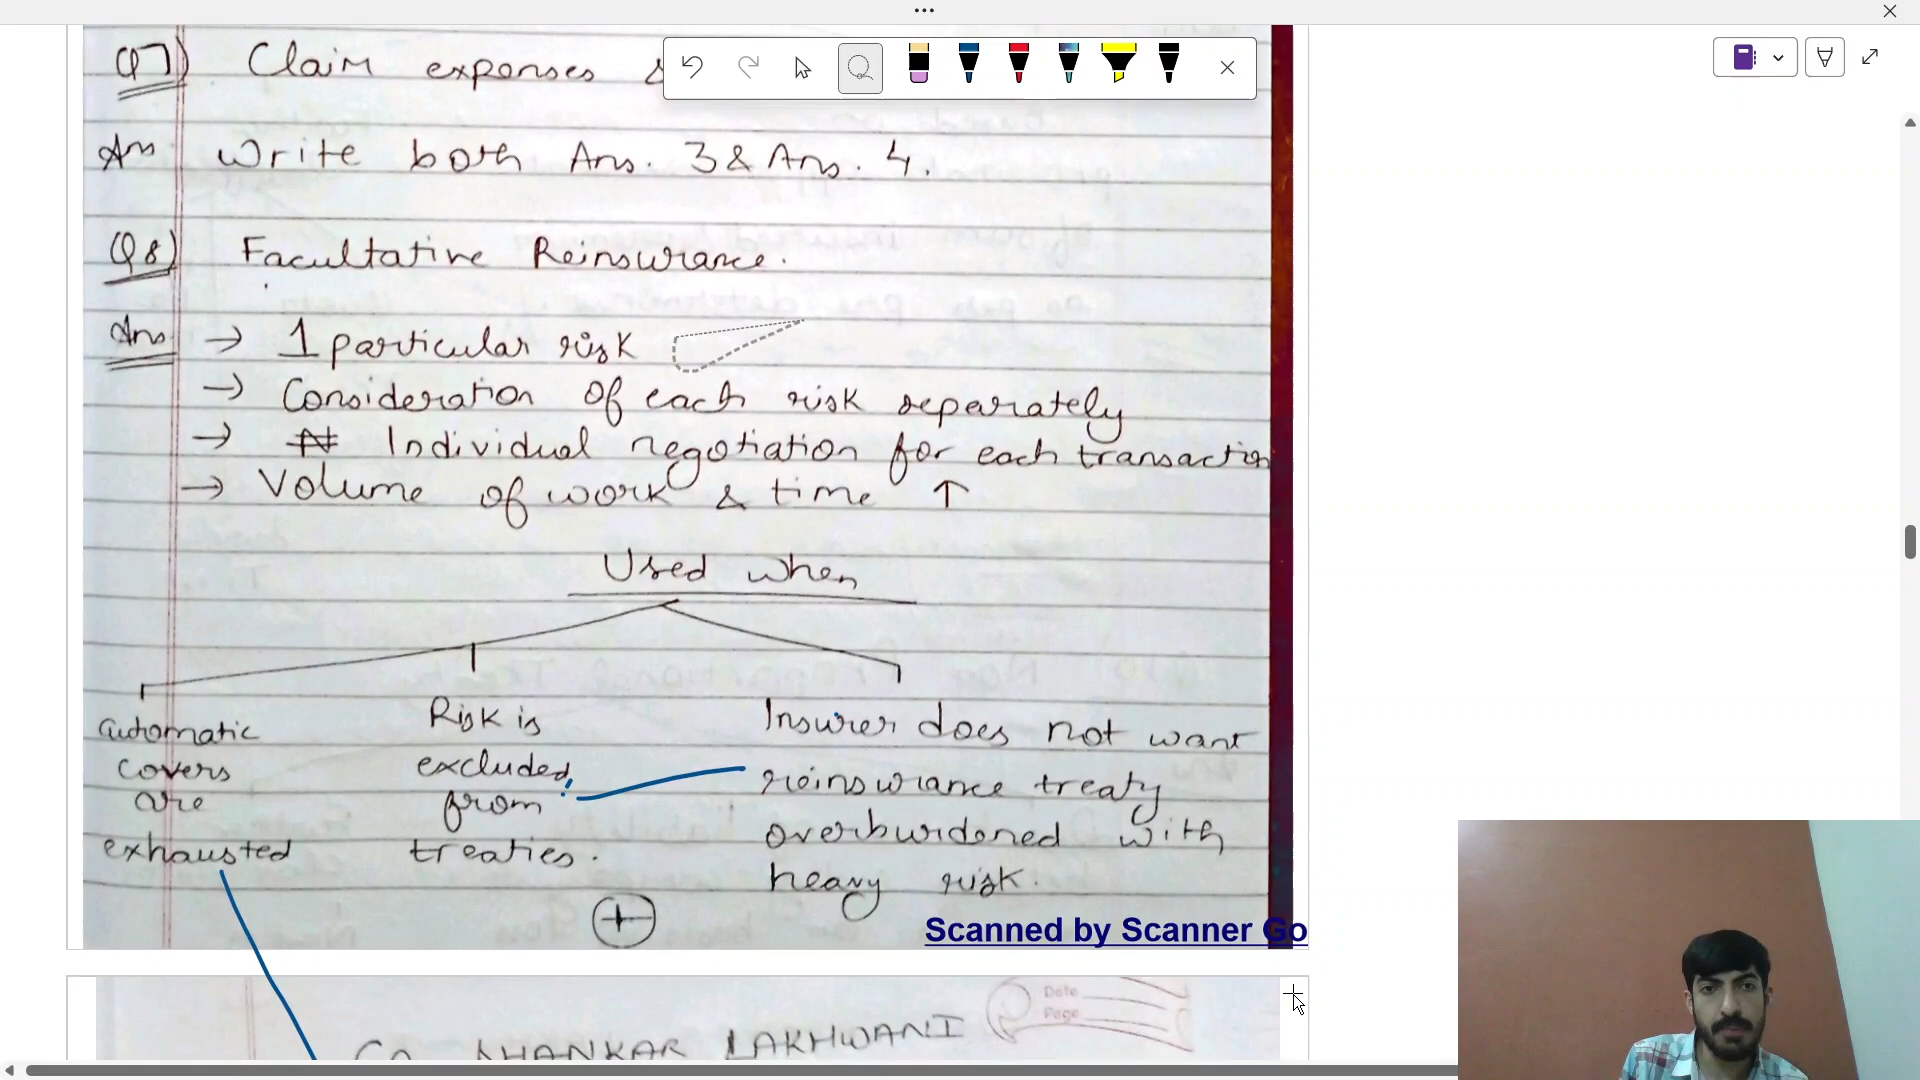 Q7) Claim expenses &
Ans Write both Ans. 3 & Ans. 4.
Q8) Facultative Reinsurance.
Ans → 1 particular risk
→ Consideration of each risk separately
→ Individual negotiation for each transaction
→ Volume of work & time ↑
Used when
automatic covers are exhausted
Risk is excluded from treaties.
Insurer does not want reinsurance treaty overburdened with heavy risk.
Scanned by Scanner Go
Date
Page
CA SHANKAR LAKHWANI